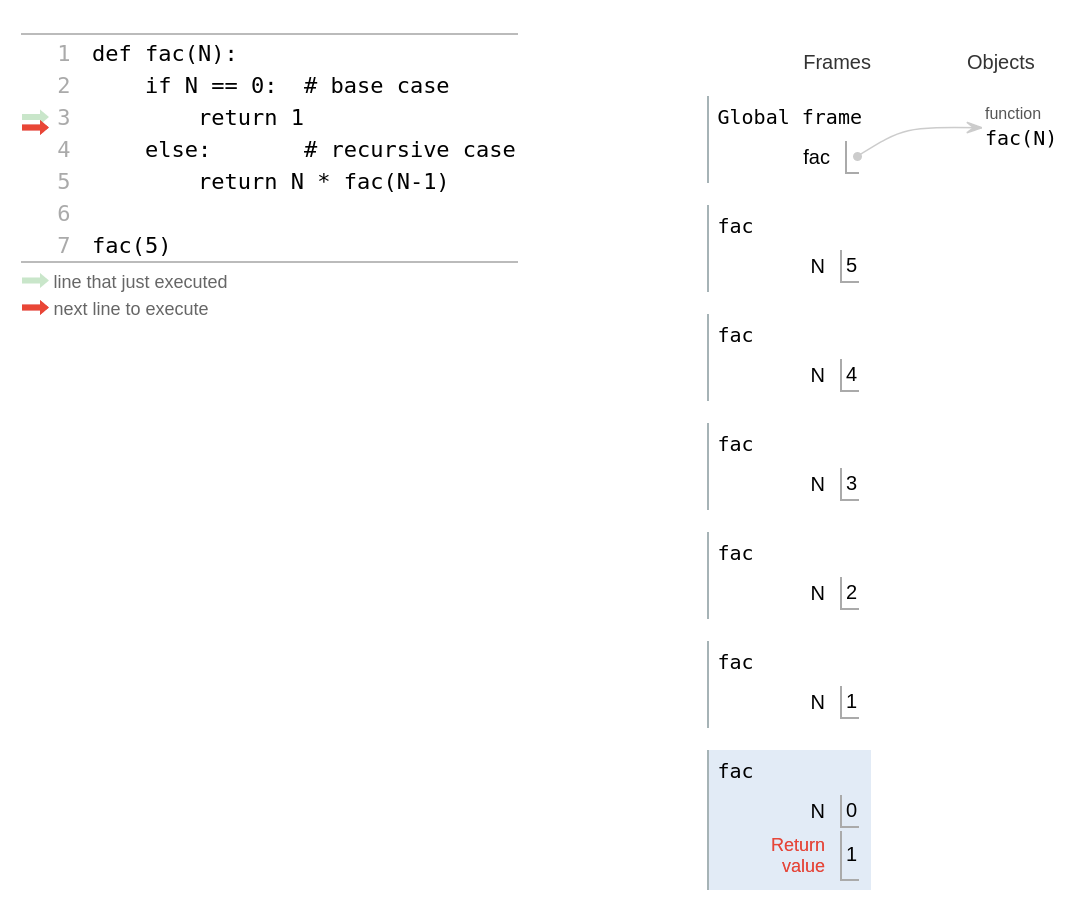 1 def fac(N):
2     if N == 0:  # base case
3         return 1
4     else:       # recursive case
5         return N * fac(N-1)
6
7 fac(5)
line that just executed
next line to execute
Frames Objects
Global frame
fac
function
fac(N)
fac
N 5
fac
N 4
fac
N 3
fac
N 2
fac
N 1
fac
N 0
Return
value 1